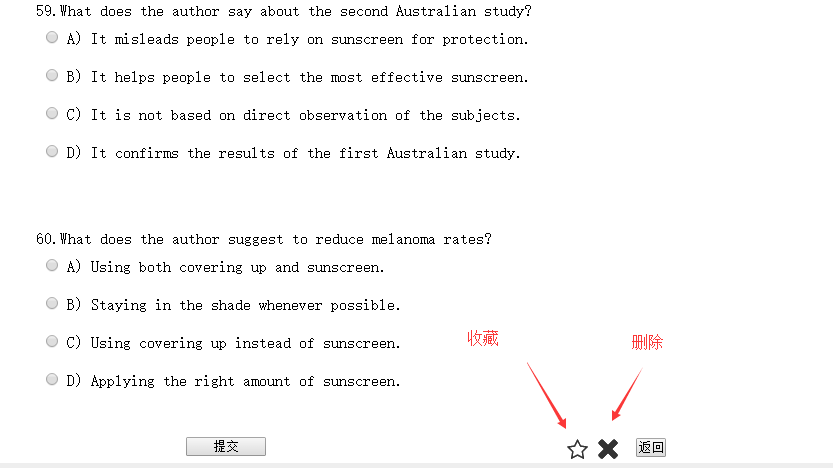 59.What does the author say about the second Australian study?
A) It misleads people to rely on sunscreen for protection.
B) It helps people to select the most effective sunscreen.
C) It is not based on direct observation of the subjects.
D) It confirms the results of the first Australian study.
60.What does the author suggest to reduce melanoma rates?
A) Using both covering up and sunscreen.
B) Staying in the shade whenever possible.
C) Using covering up instead of sunscreen.
D) Applying the right amount of sunscreen.
收藏
删除
提交
返回